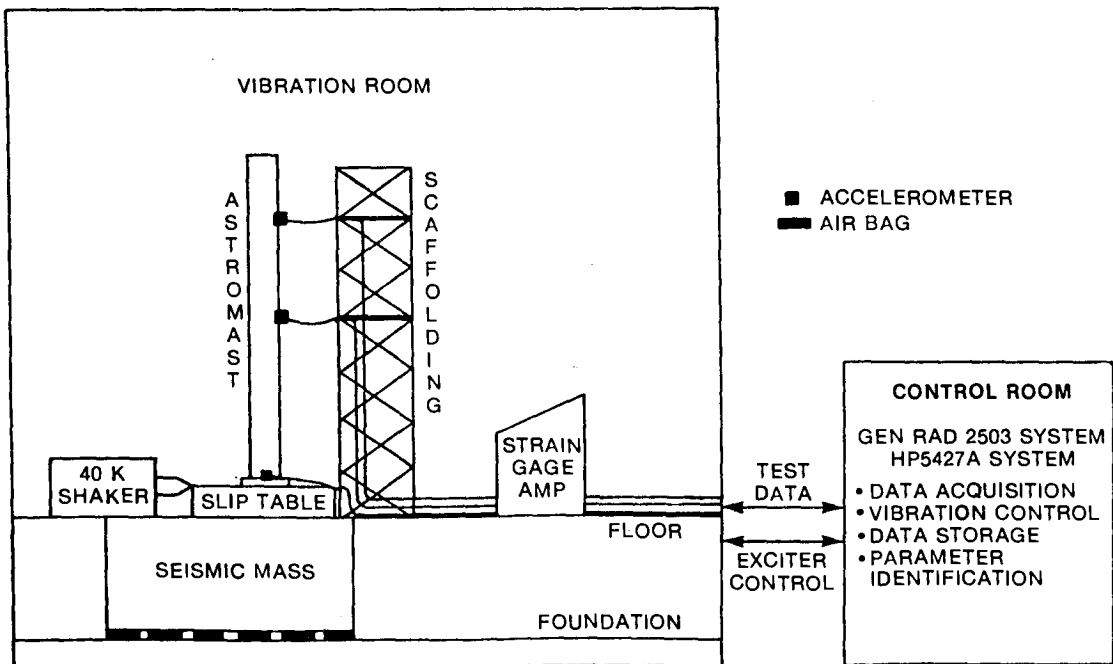 VIBRATION ROOM
ASTROMAST
SCAFFOLDING
ACCELEROMETER
AIR BAG
40 K
SHAKER
SLIP TABLE
STRAIN
GAGE
AMP
FLOOR
SEISMIC MASS
FOUNDATION
TEST
DATA
EXCITER
CONTROL
CONTROL ROOM
GEN RAD 2503 SYSTEM
HP5427A SYSTEM
• DATA ACQUISITION
• VIBRATION CONTROL
• DATA STORAGE
• PARAMETER
IDENTIFICATION